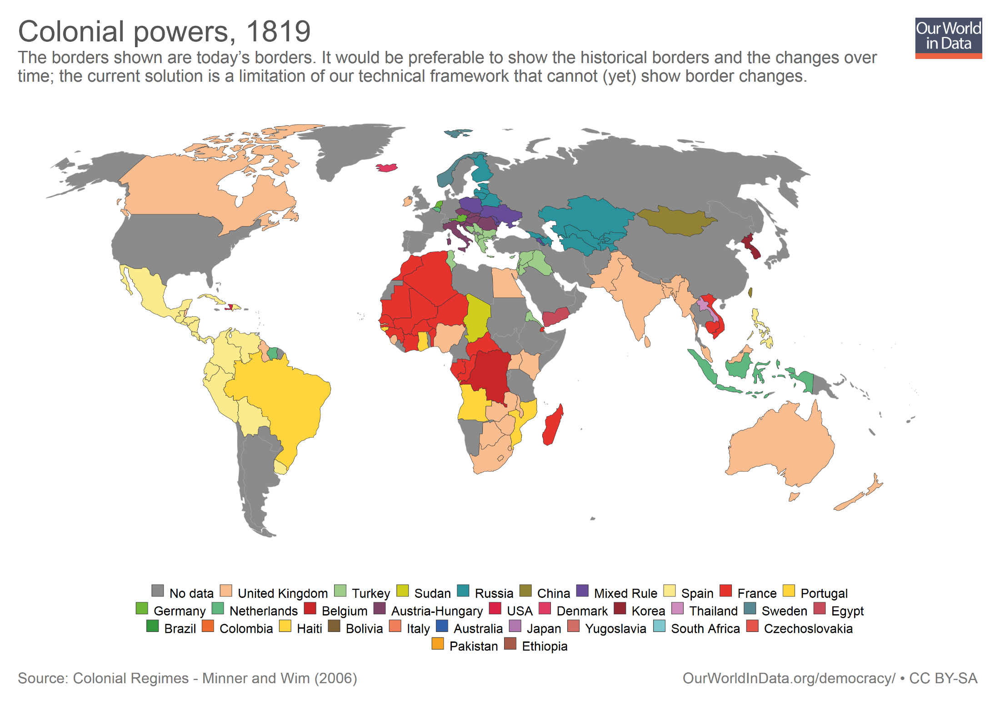 Colonial powers, 1819
The borders shown are today’s borders. It would be preferable to show the historical borders and the changes over
time; the current solution is a limitation of our technical framework that cannot (yet) show border changes.
Our World
in Data
No data United Kingdom Turkey Sudan Russia China Mixed Rule Spain France Portugal
Germany Netherlands Belgium Austria-Hungary USA Denmark Korea Thailand Sweden Egypt
Brazil Colombia Haiti Bolivia Italy Australia Japan Yugoslavia South Africa Czechoslovakia
Pakistan Ethiopia
Source: Colonial Regimes - Minner and Wim (2006)
OurWorldInData.org/democracy/ • CC BY-SA